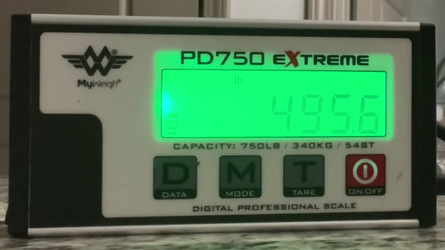 PD750 EXTREME
MyWeigh®
lb
495.6
CAPACITY: 750LB / 340KG / 54ST
D M T
DATA MODE TARE ON/OFF
DIGITAL PROFESSIONAL SCALE